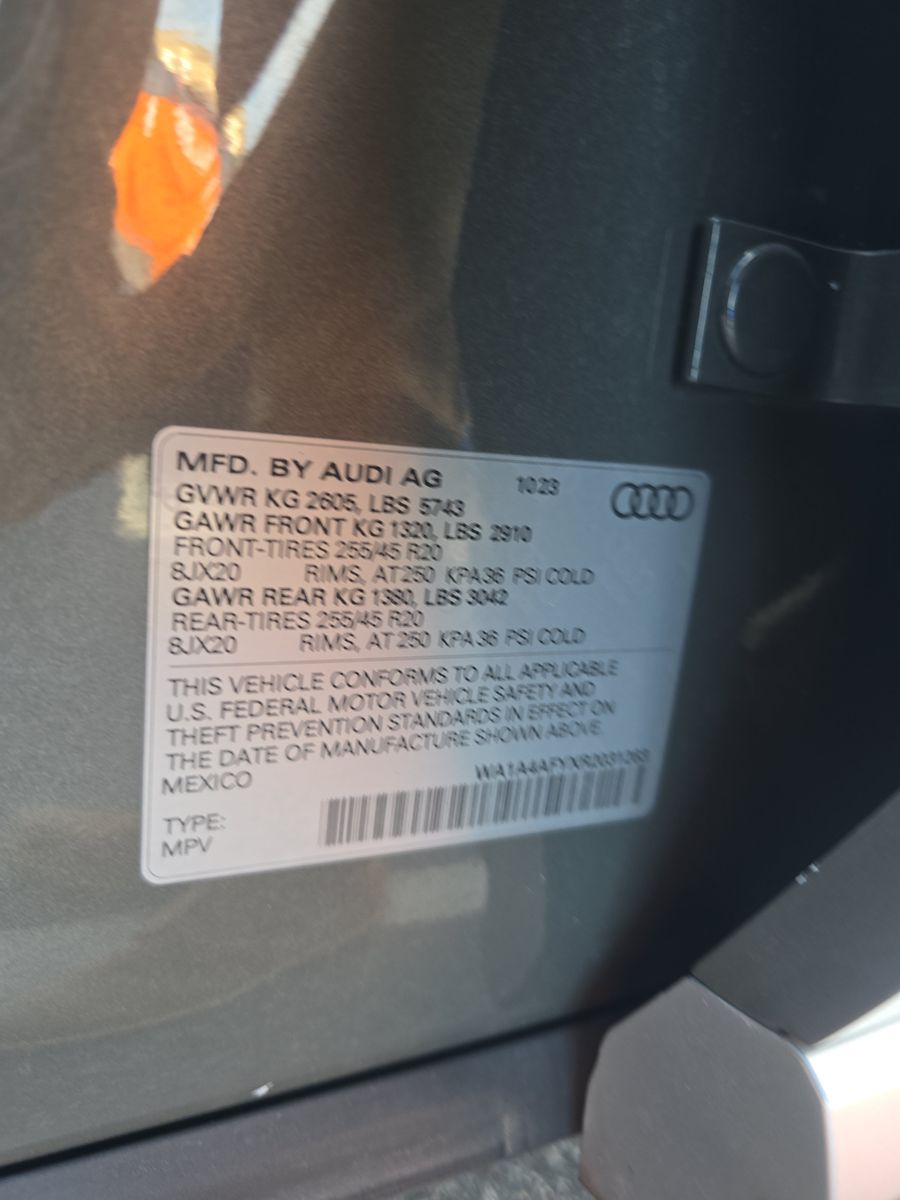 MFD. BY AUDI AG 1023
GVWR KG 2605, LBS 5743
GAWR FRONT KG 1320, LBS 2910
FRONT-TIRES 255/45 R20
8JX20 RIMS, AT 250 KPA 36 PSI COLD
GAWR REAR KG 1380, LBS 3042
REAR-TIRES 255/45 R20
8JX20 RIMS, AT 250 KPA 36 PSI COLD
THIS VEHICLE CONFORMS TO ALL APPLICABLE
U.S. FEDERAL MOTOR VEHICLE SAFETY AND
THEFT PREVENTION STANDARDS IN EFFECT ON
THE DATE OF MANUFACTURE SHOWN ABOVE.
MEXICO
TYPE:
MPV